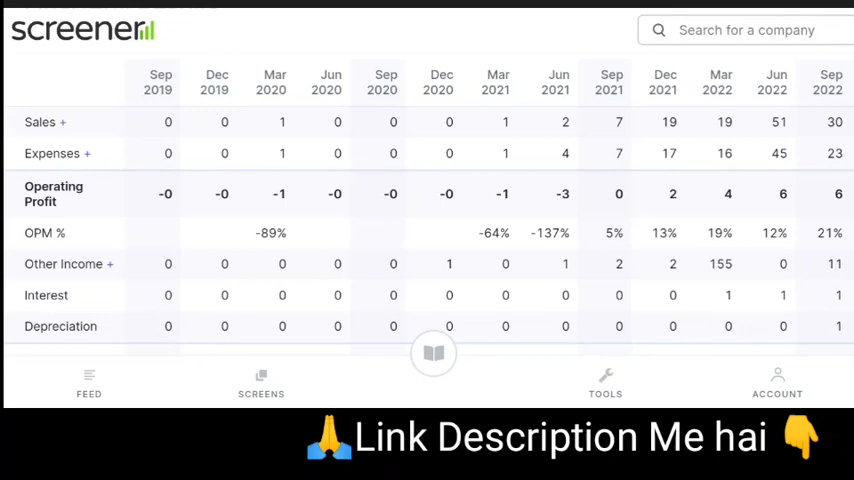 screener
Search for a company
Sep 2019 Dec 2019 Mar 2020 Jun 2020 Sep 2020 Dec 2020 Mar 2021 Jun 2021 Sep 2021 Dec 2021 Mar 2022 Jun 2022 Sep 2022
Sales + 0 0 1 0 0 0 1 2 7 19 19 51 30
Expenses + 0 0 1 0 0 0 1 4 7 17 16 45 23
Operating Profit -0 -0 -1 -0 -0 -0 -1 -3 0 2 4 6 6
OPM % -89% -64% -137% 5% 13% 19% 12% 21%
Other Income + 0 0 0 0 0 1 0 1 2 2 155 0 11
Interest 0 0 0 0 0 0 0 0 0 0 1 1 1
Depreciation 0 0 0 0 0 0 0 0 0 0 0 0 1
FEED SCREENS TOOLS ACCOUNT
🙏Link Description Me hai 👇